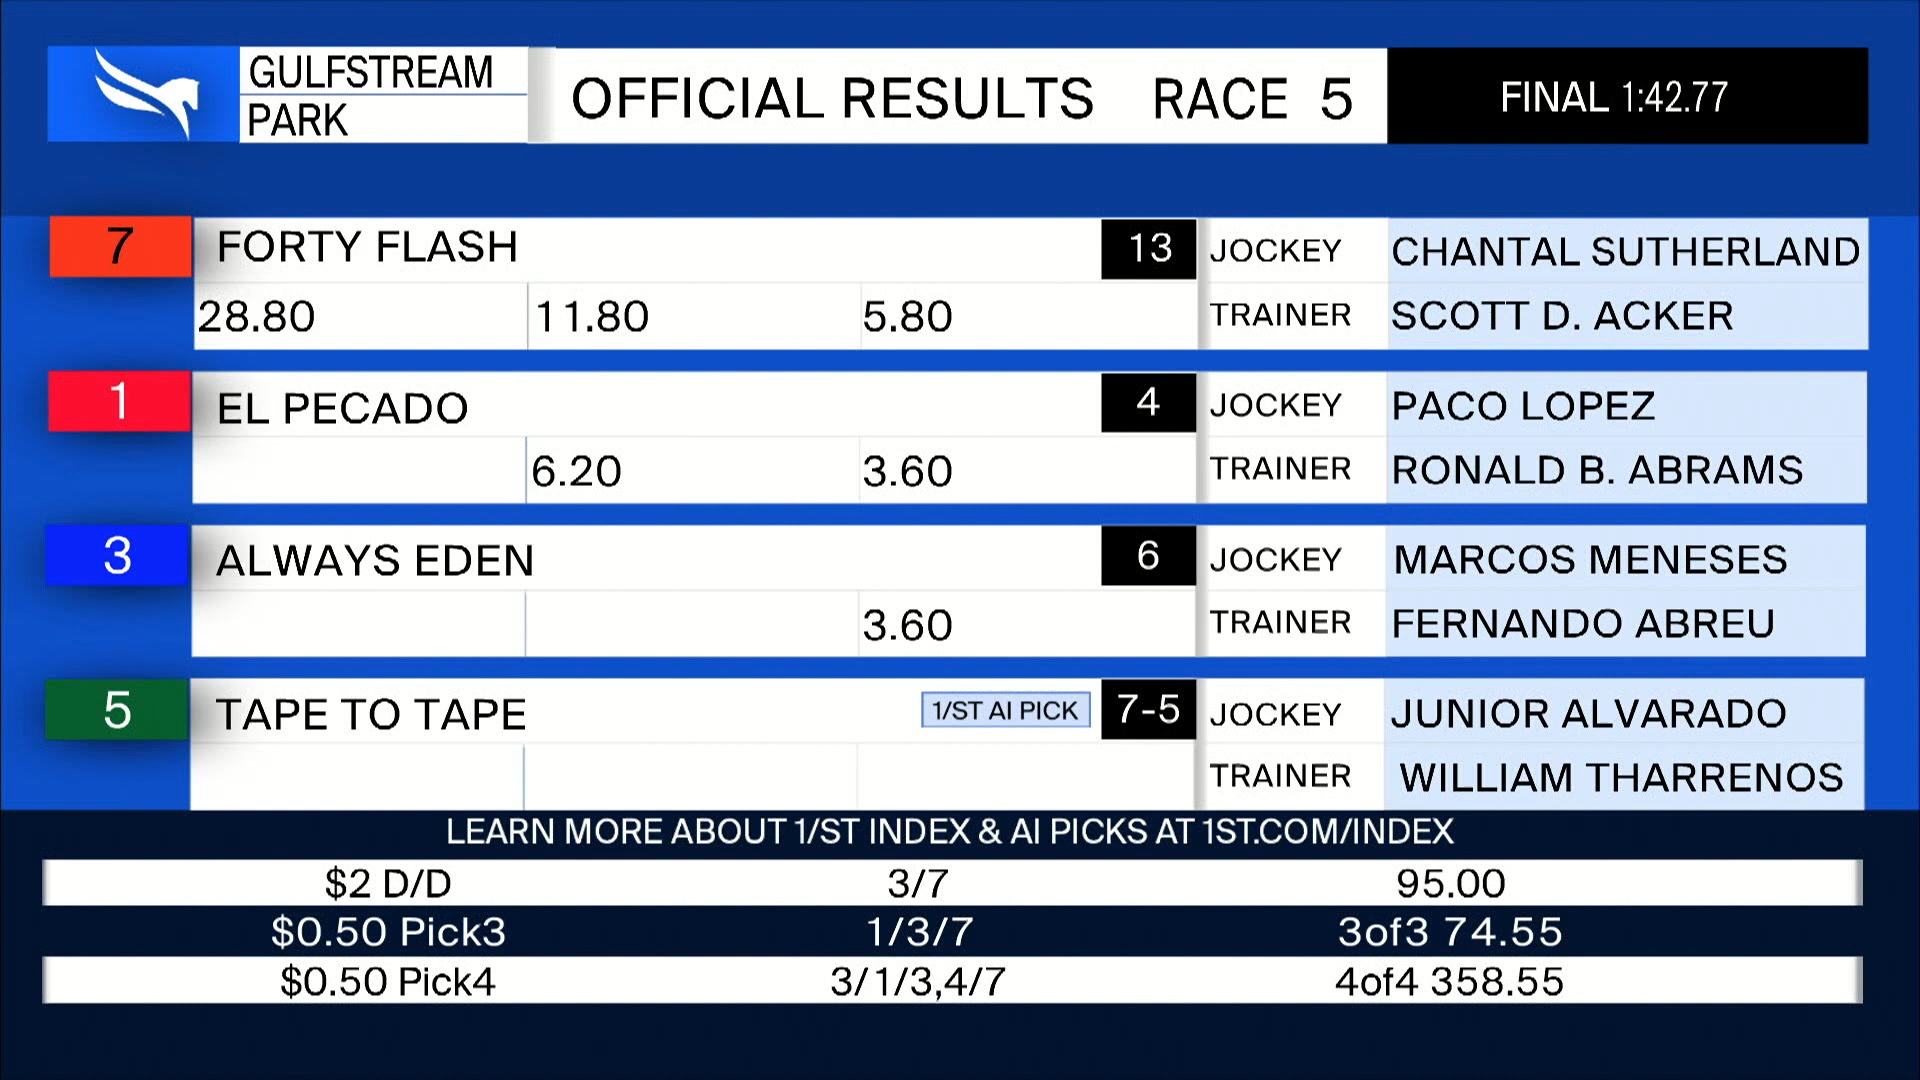 GULFSTREAM
PARK
OFFICIAL RESULTS RACE 5
FINAL 1:42.77
7 FORTY FLASH 13 JOCKEY CHANTAL SUTHERLAND
28.80 11.80 5.80 TRAINER SCOTT D. ACKER
1 EL PECADO 4 JOCKEY PACO LOPEZ
6.20 3.60 TRAINER RONALD B. ABRAMS
3 ALWAYS EDEN 6 JOCKEY MARCOS MENESES
3.60 TRAINER FERNANDO ABREU
5 TAPE TO TAPE 1/ST AI PICK 7-5 JOCKEY JUNIOR ALVARADO
TRAINER WILLIAM THARRENOS
LEARN MORE ABOUT 1/ST INDEX & AI PICKS AT 1ST.COM/INDEX
$2 D/D 3/7 95.00
$0.50 Pick3 1/3/7 3of3 74.55
$0.50 Pick4 3/1/3,4/7 4of4 358.55